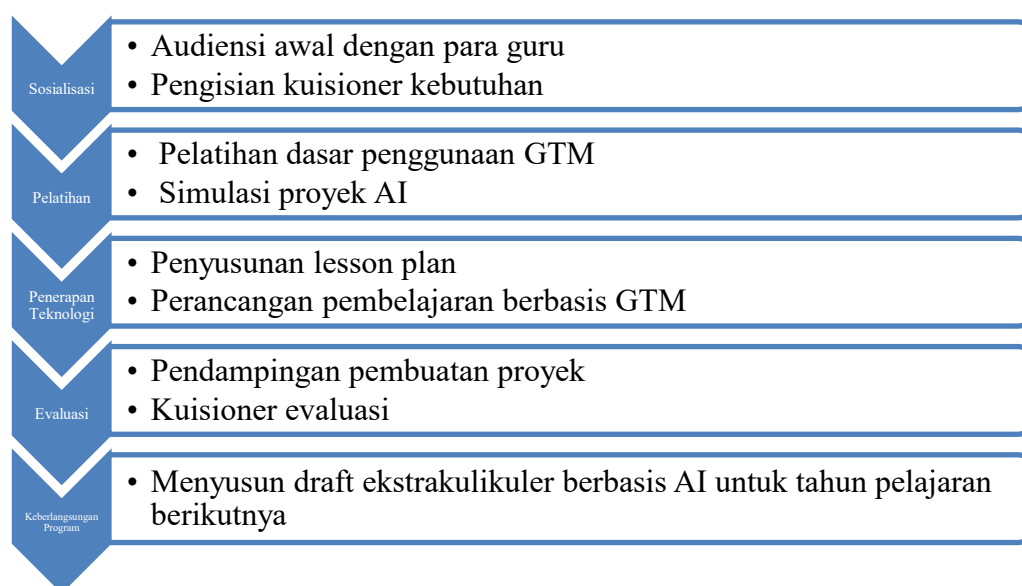 Sosialisasi
• Audiensi awal dengan para guru
• Pengisian kuisioner kebutuhan
Pelatihan
• Pelatihan dasar penggunaan GTM
• Simulasi proyek AI
Penerapan
Teknologi
• Penyusunan lesson plan
• Perancangan pembelajaran berbasis GTM
Evaluasi
• Pendampingan pembuatan proyek
• Kuisioner evaluasi
Keberlangsungan
Program
• Menyusun draft ekstrakulikuler berbasis AI untuk tahun pelajaran
berikutnya